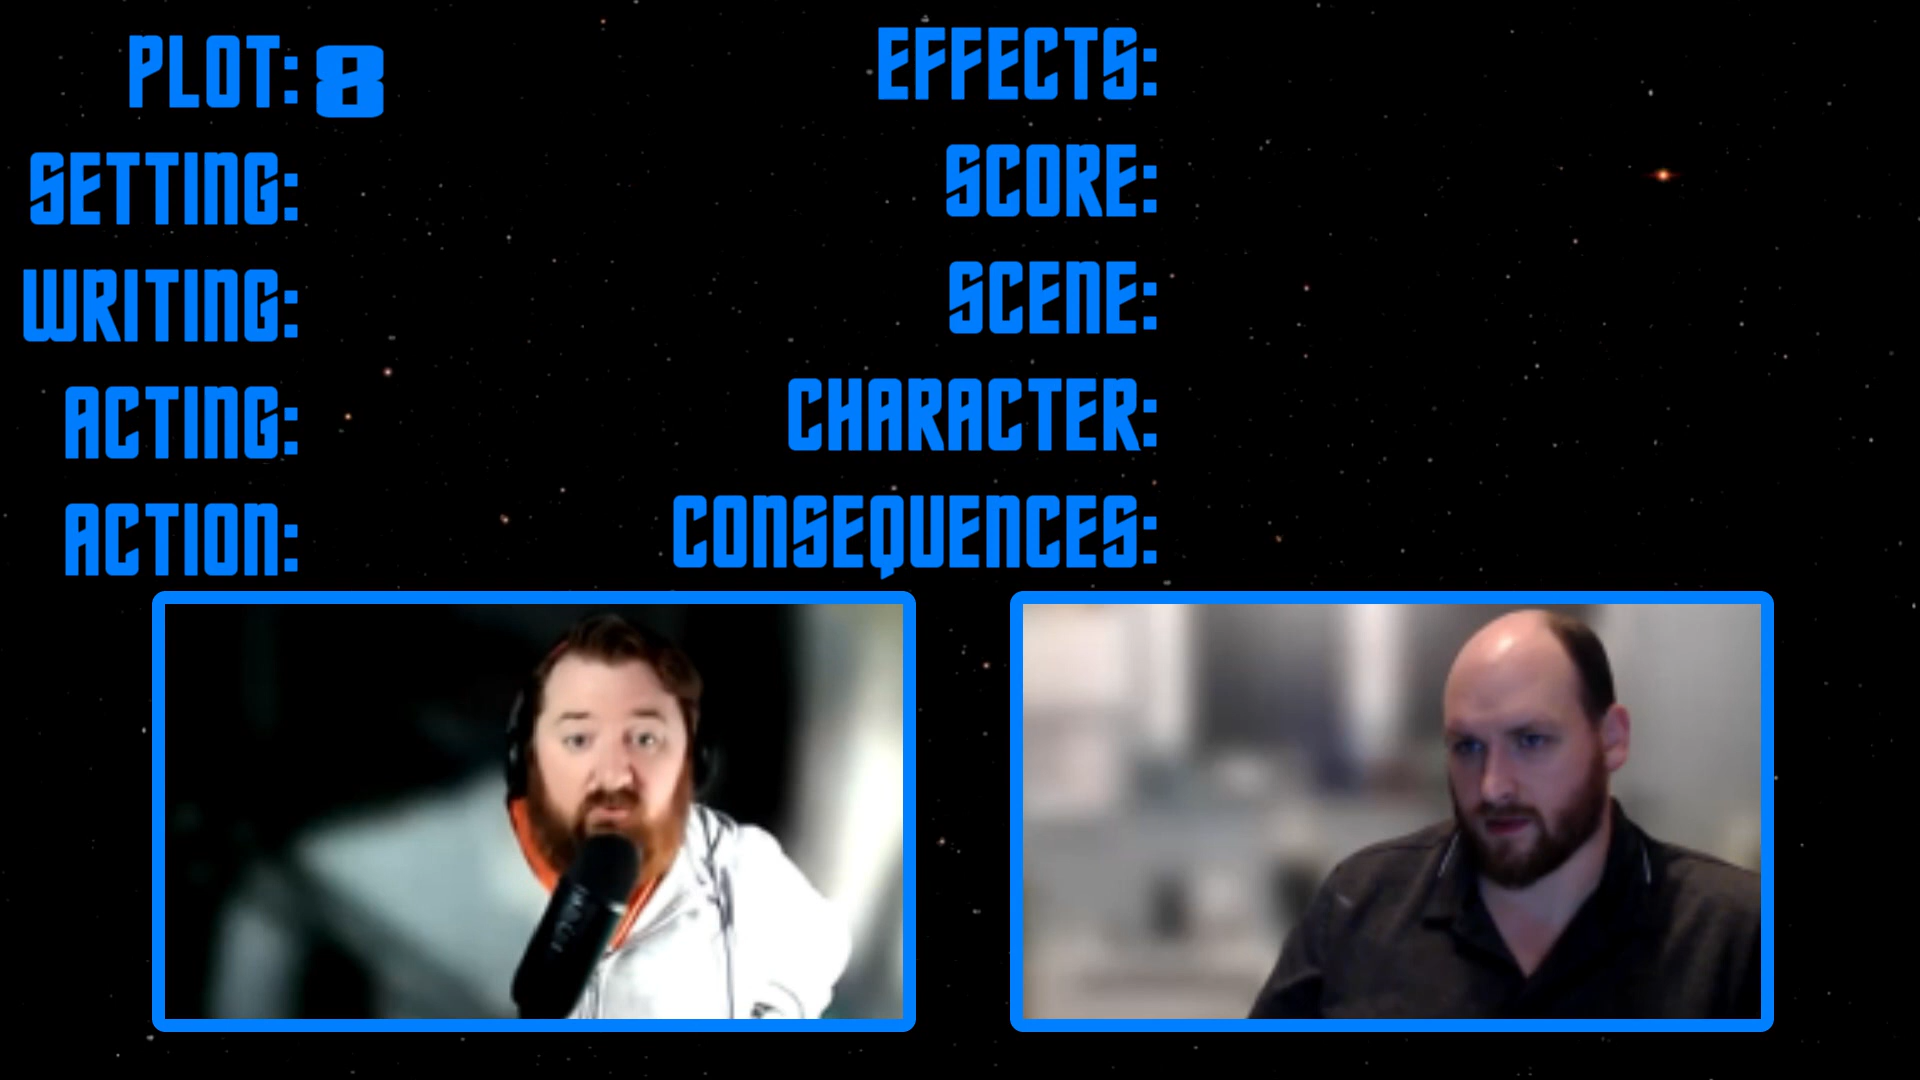 PLOT: 8
SETTING:
WRITING:
ACTING:
ACTION:
EFFECTS:
SCORE:
SCENE:
CHARACTER:
CONSEQUENCES: